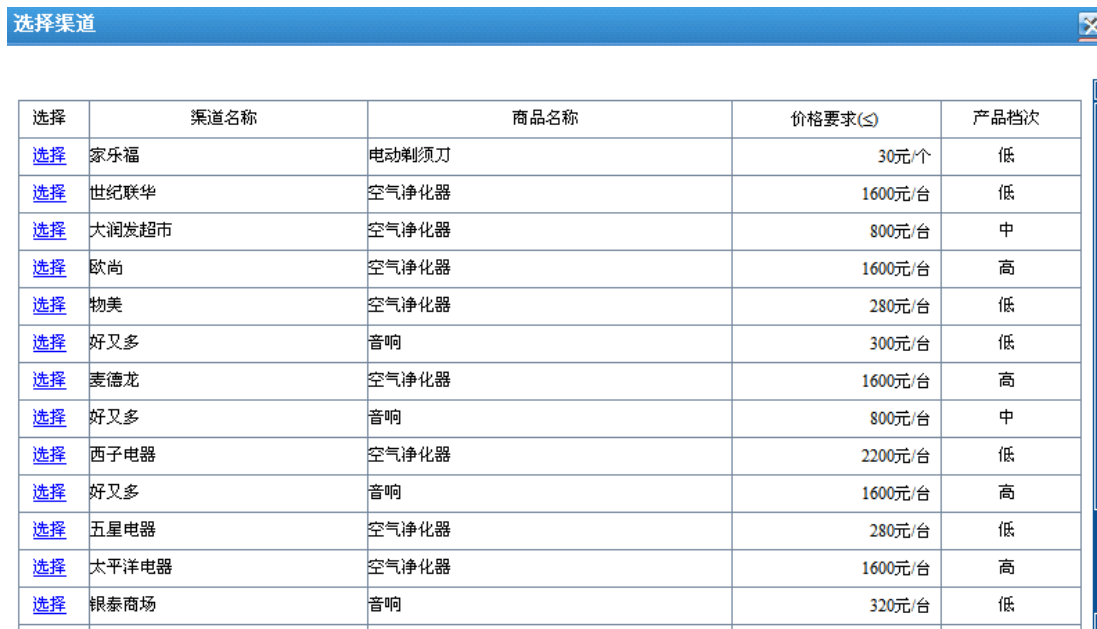 选择渠道
选择 渠道名称 商品名称 价格要求(≤) 产品档次
选择 家乐福 电动剃须刀 30元/个 低
选择 世纪联华 空气净化器 1600元/台 低
选择 大润发超市 空气净化器 800元/台 中
选择 欧尚 空气净化器 1600元/台 高
选择 物美 空气净化器 280元/台 低
选择 好又多 音响 300元/台 低
选择 麦德龙 空气净化器 1600元/台 高
选择 好又多 音响 800元/台 中
选择 西子电器 空气净化器 2200元/台 低
选择 好又多 音响 1600元/台 高
选择 五星电器 空气净化器 280元/台 低
选择 太平洋电器 空气净化器 1600元/台 高
选择 银泰商场 音响 320元/台 低